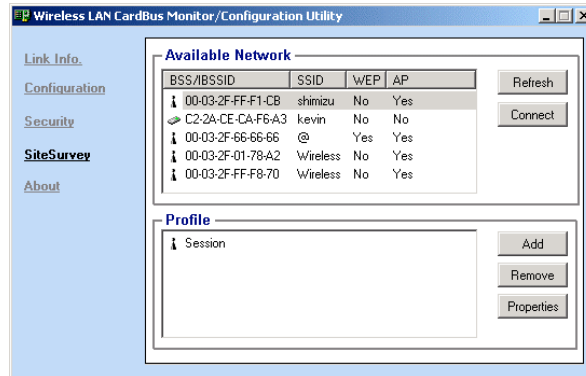 Wireless LAN CardBus Monitor/Configuration Utility
Link Info.
Configuration
Security
SiteSurvey
About
Available Network
BSS/IBSSID SSID WEP AP
00-03-2F-FF-F1-CB shimizu No Yes
C2-2A-CE-CA-F6-A3 kevin No No
00-03-2F-66-66-66 @ Yes Yes
00-03-2F-01-78-A2 Wireless No Yes
00-03-2F-FF-F8-70 Wireless No Yes
Refresh
Connect
Profile
Session
Add
Remove
Properties